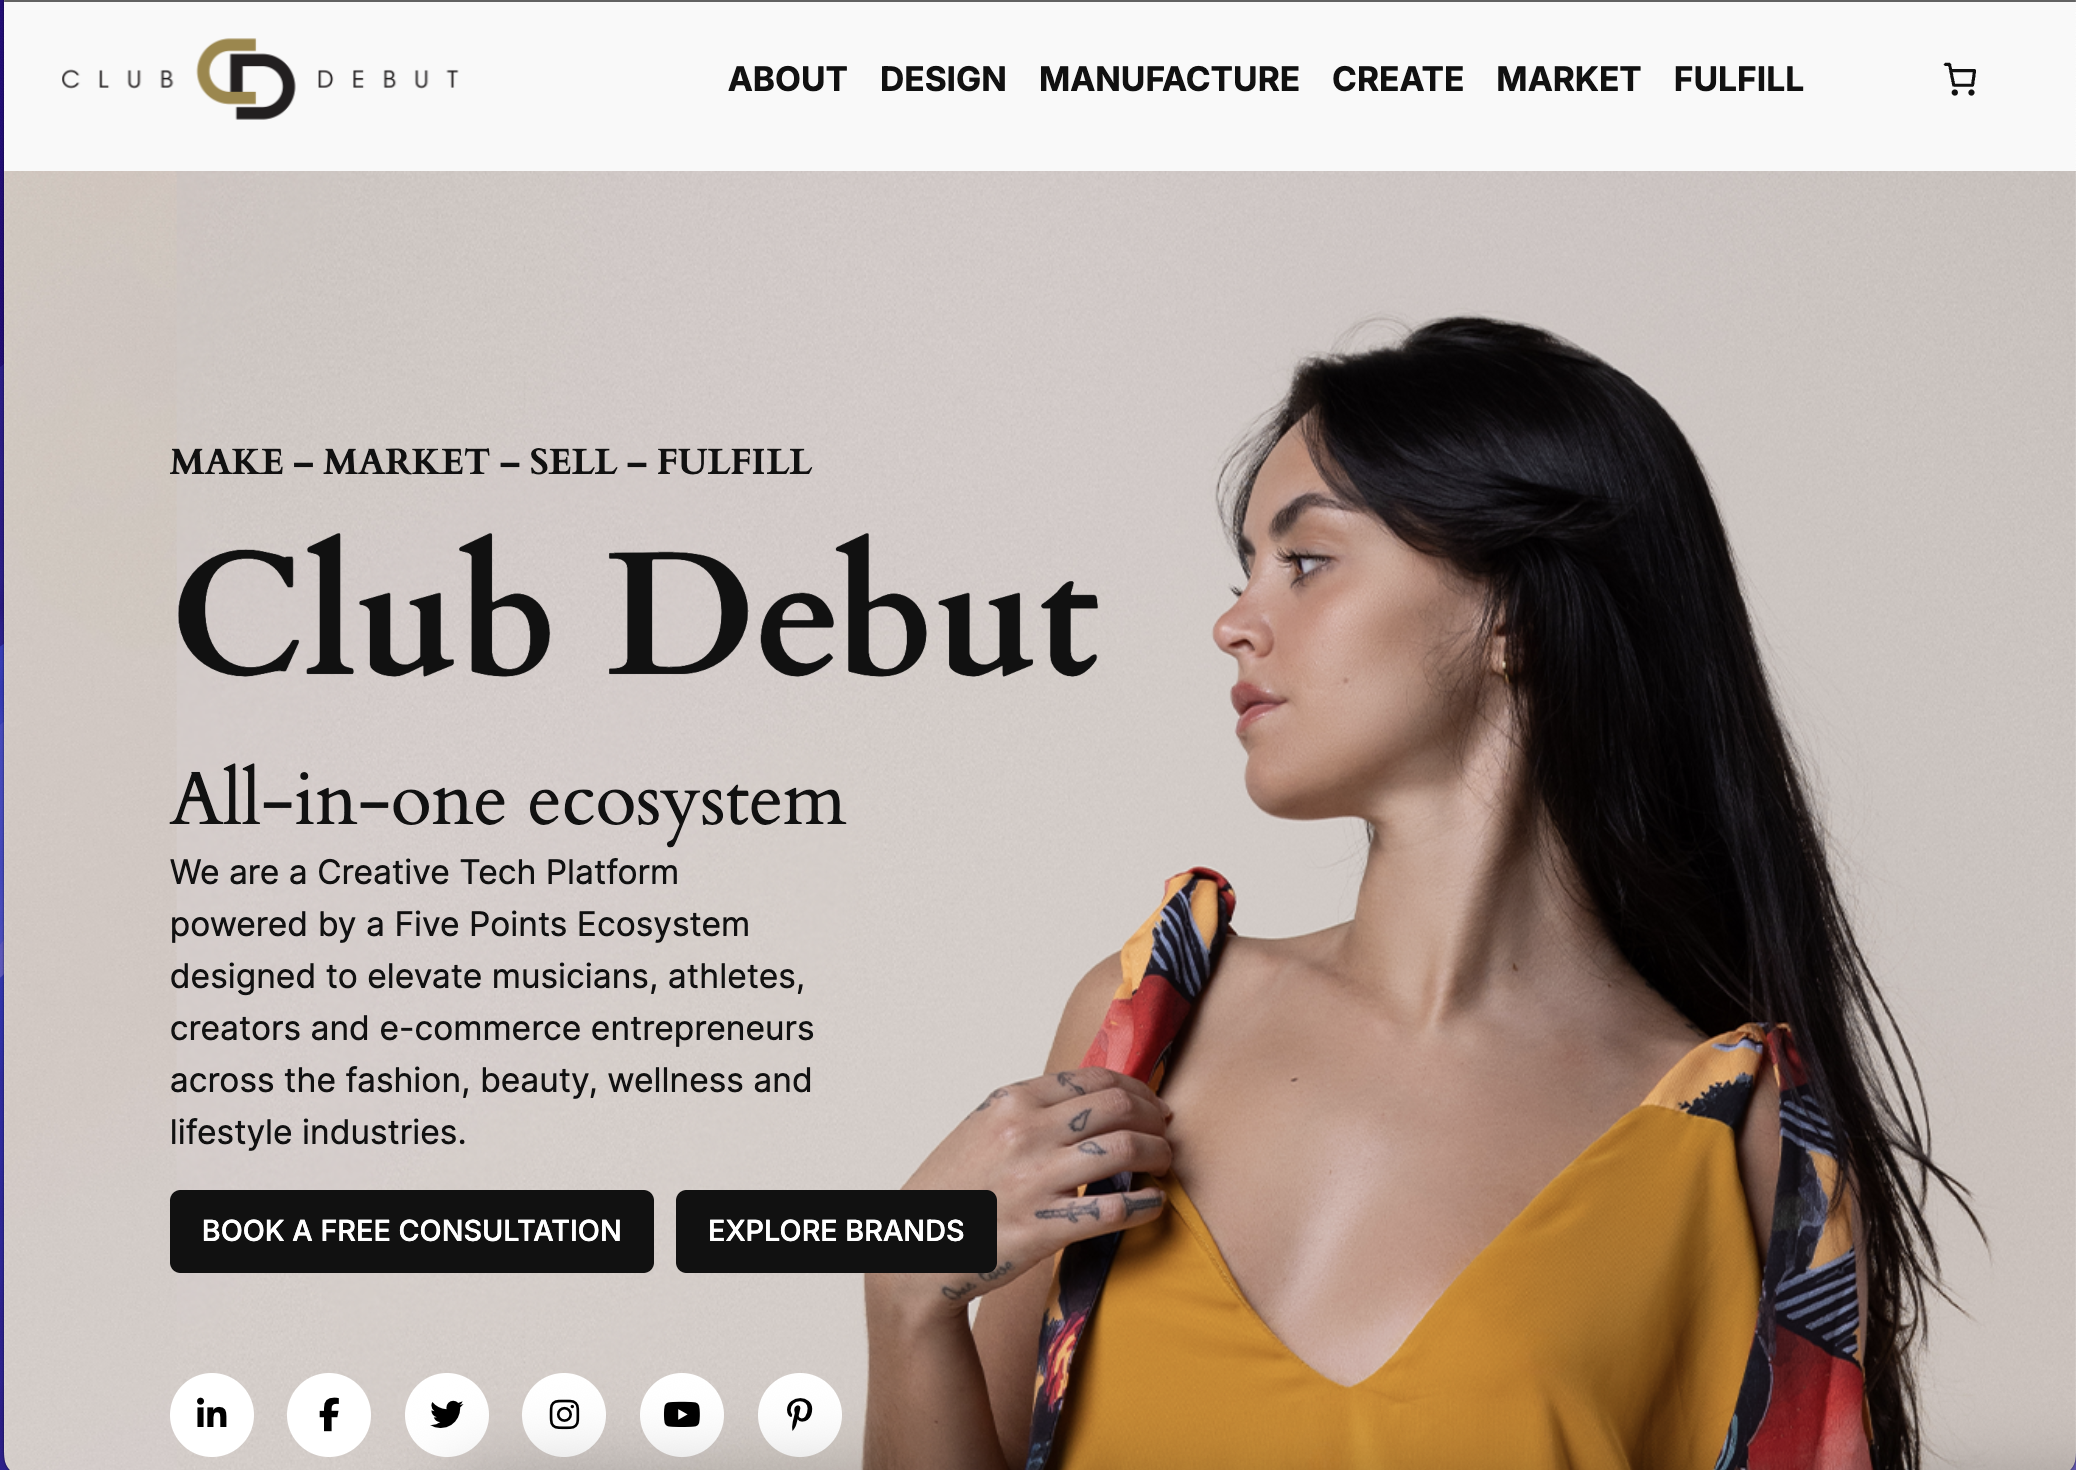 CLUB CD DEBUT
ABOUT DESIGN MANUFACTURE CREATE MARKET FULFILL
MAKE – MARKET – SELL – FULFILL
Club Debut
All-in-one ecosystem
We are a Creative Tech Platform
powered by a Five Points Ecosystem
designed to elevate musicians, athletes,
creators and e-commerce entrepreneurs
across the fashion, beauty, wellness and
lifestyle industries.
BOOK A FREE CONSULTATION EXPLORE BRANDS
in f